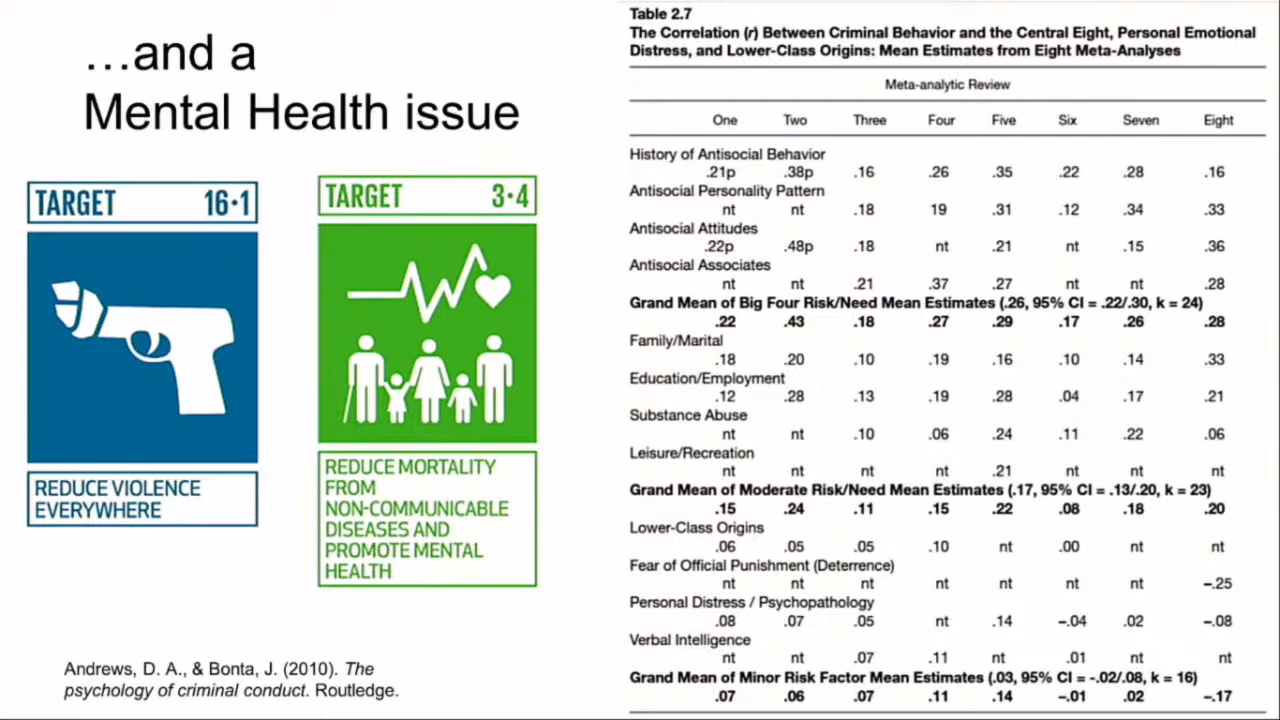 …and a
Mental Health issue
TARGET 16·1
REDUCE VIOLENCE
EVERYWHERE
TARGET 3·4
REDUCE MORTALITY
FROM
NON-COMMUNICABLE
DISEASES AND
PROMOTE MENTAL
HEALTH
Andrews, D. A., & Bonta, J. (2010). The
psychology of criminal conduct. Routledge.
Table 2.7
The Correlation (r) Between Criminal Behavior and the Central Eight, Personal Emotional
Distress, and Lower-Class Origins: Mean Estimates from Eight Meta-Analyses
Meta-analytic Review
One Two Three Four Five Six Seven Eight
History of Antisocial Behavior
.21p .38p .16 .26 .35 .22 .28 .16
Antisocial Personality Pattern
nt nt .18 19 .31 .12 .34 .33
Antisocial Attitudes
.22p .48p .18 nt .21 nt .15 .36
Antisocial Associates
nt nt .21 .37 .27 nt nt .28
Grand Mean of Big Four Risk/Need Mean Estimates (.26, 95% CI = .22/.30, k = 24)
.22 .43 .18 .27 .29 .17 .26 .28
Family/Marital
.18 .20 .10 .19 .16 .10 .14 .33
Education/Employment
.12 .28 .13 .19 .28 .04 .17 .21
Substance Abuse
nt nt .10 .06 .24 .11 .22 .06
Leisure/Recreation
nt nt nt nt .21 nt nt nt
Grand Mean of Moderate Risk/Need Mean Estimates (.17, 95% CI = .13/.20, k = 23)
.15 .24 .11 .15 .22 .08 .18 .20
Lower-Class Origins
.06 .05 .05 .10 nt .00 nt nt
Fear of Official Punishment (Deterrence)
nt nt nt nt nt nt nt –.25
Personal Distress / Psychopathology
.08 .07 .05 nt .14 –.04 .02 –.08
Verbal Intelligence
nt nt .07 .11 nt .01 nt nt
Grand Mean of Minor Risk Factor Mean Estimates (.03, 95% CI = -.02/.08, k = 16)
.07 .06 .07 .11 .14 –.01 .02 –.17